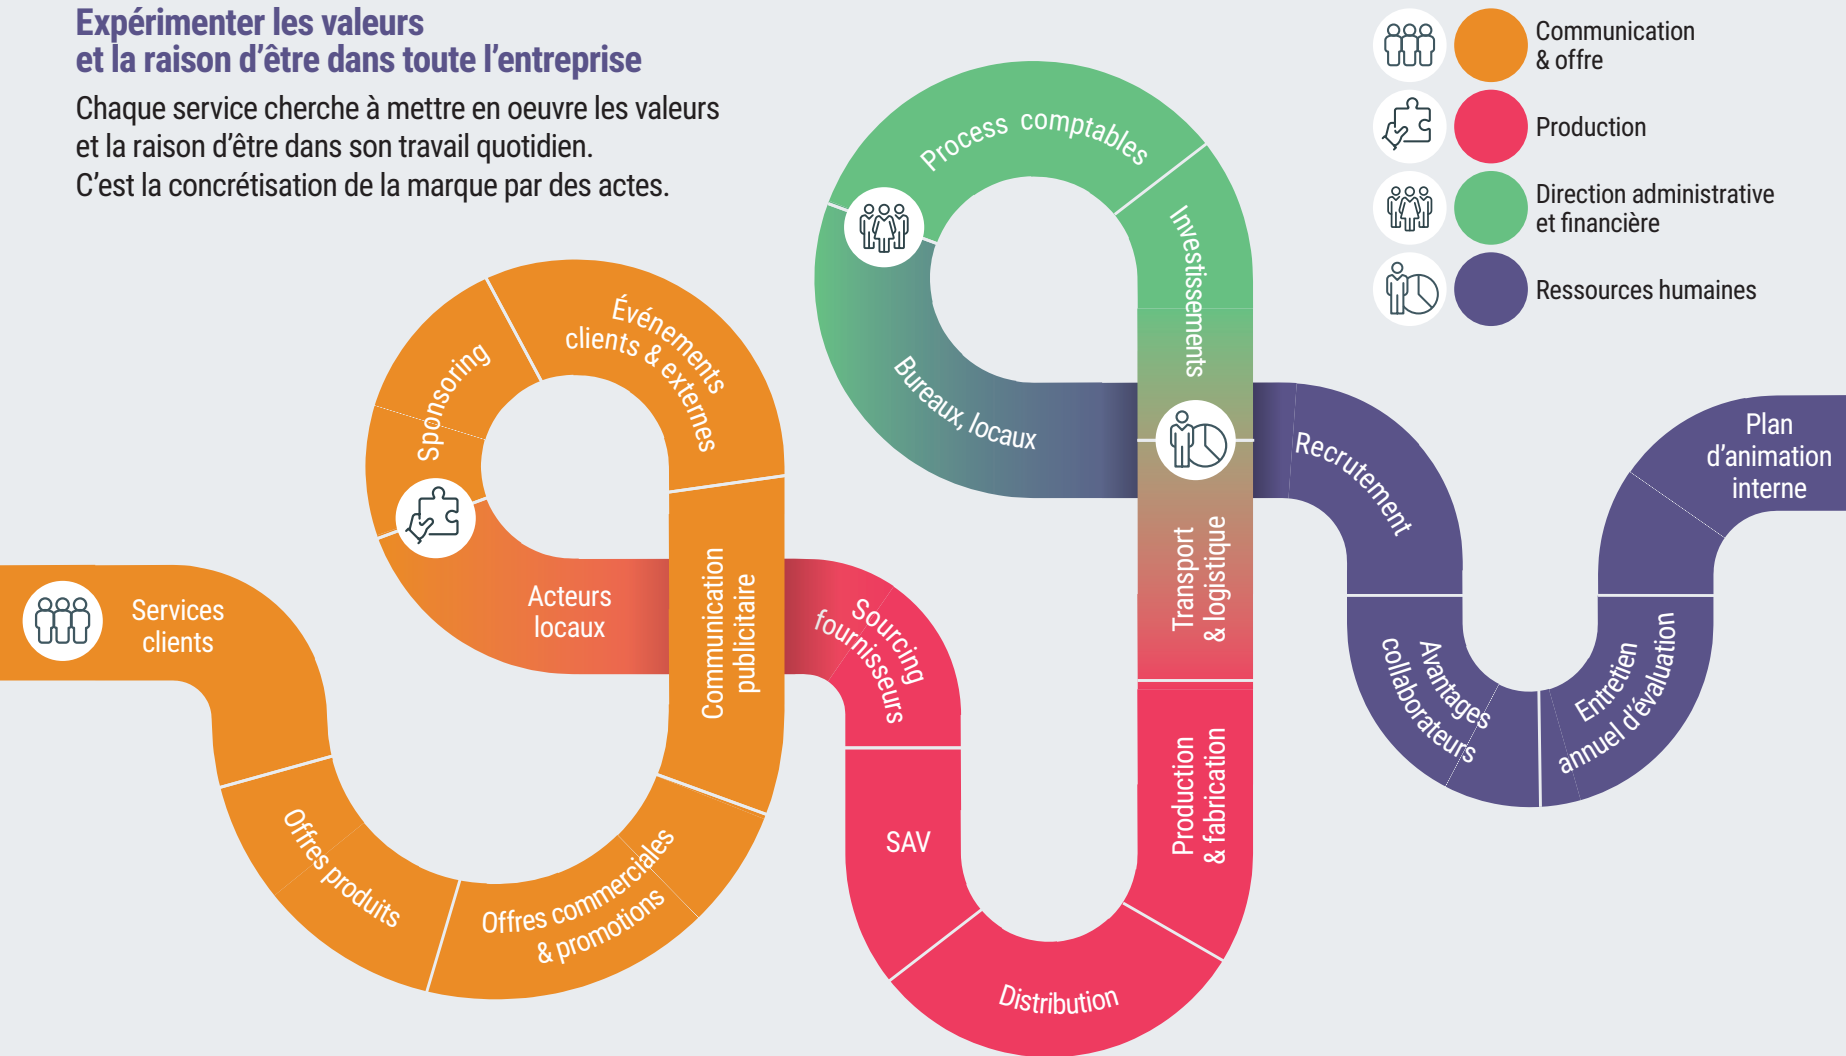 Expérimenter les valeurs
et la raison d’être dans toute l’entreprise
Chaque service cherche à mettre en oeuvre les valeurs
et la raison d’être dans son travail quotidien.
C’est la concrétisation de la marque par des actes.
Communication
& offre
Production
Direction administrative
et financière
Ressources humaines
Services
clients
Offres produits
Offres commerciales
& promotions
Communication
publicitaire
Événements
clients & externes
Sponsoring
Acteurs
locaux
Sourcing
fournisseurs
SAV
Distribution
Production
& fabrication
Transport
& logistique
Investissements
Process comptables
Bureaux, locaux
Recrutement
Avantages
collaborateurs
Entretien
annuel d’évaluation
Plan
d’animation
interne